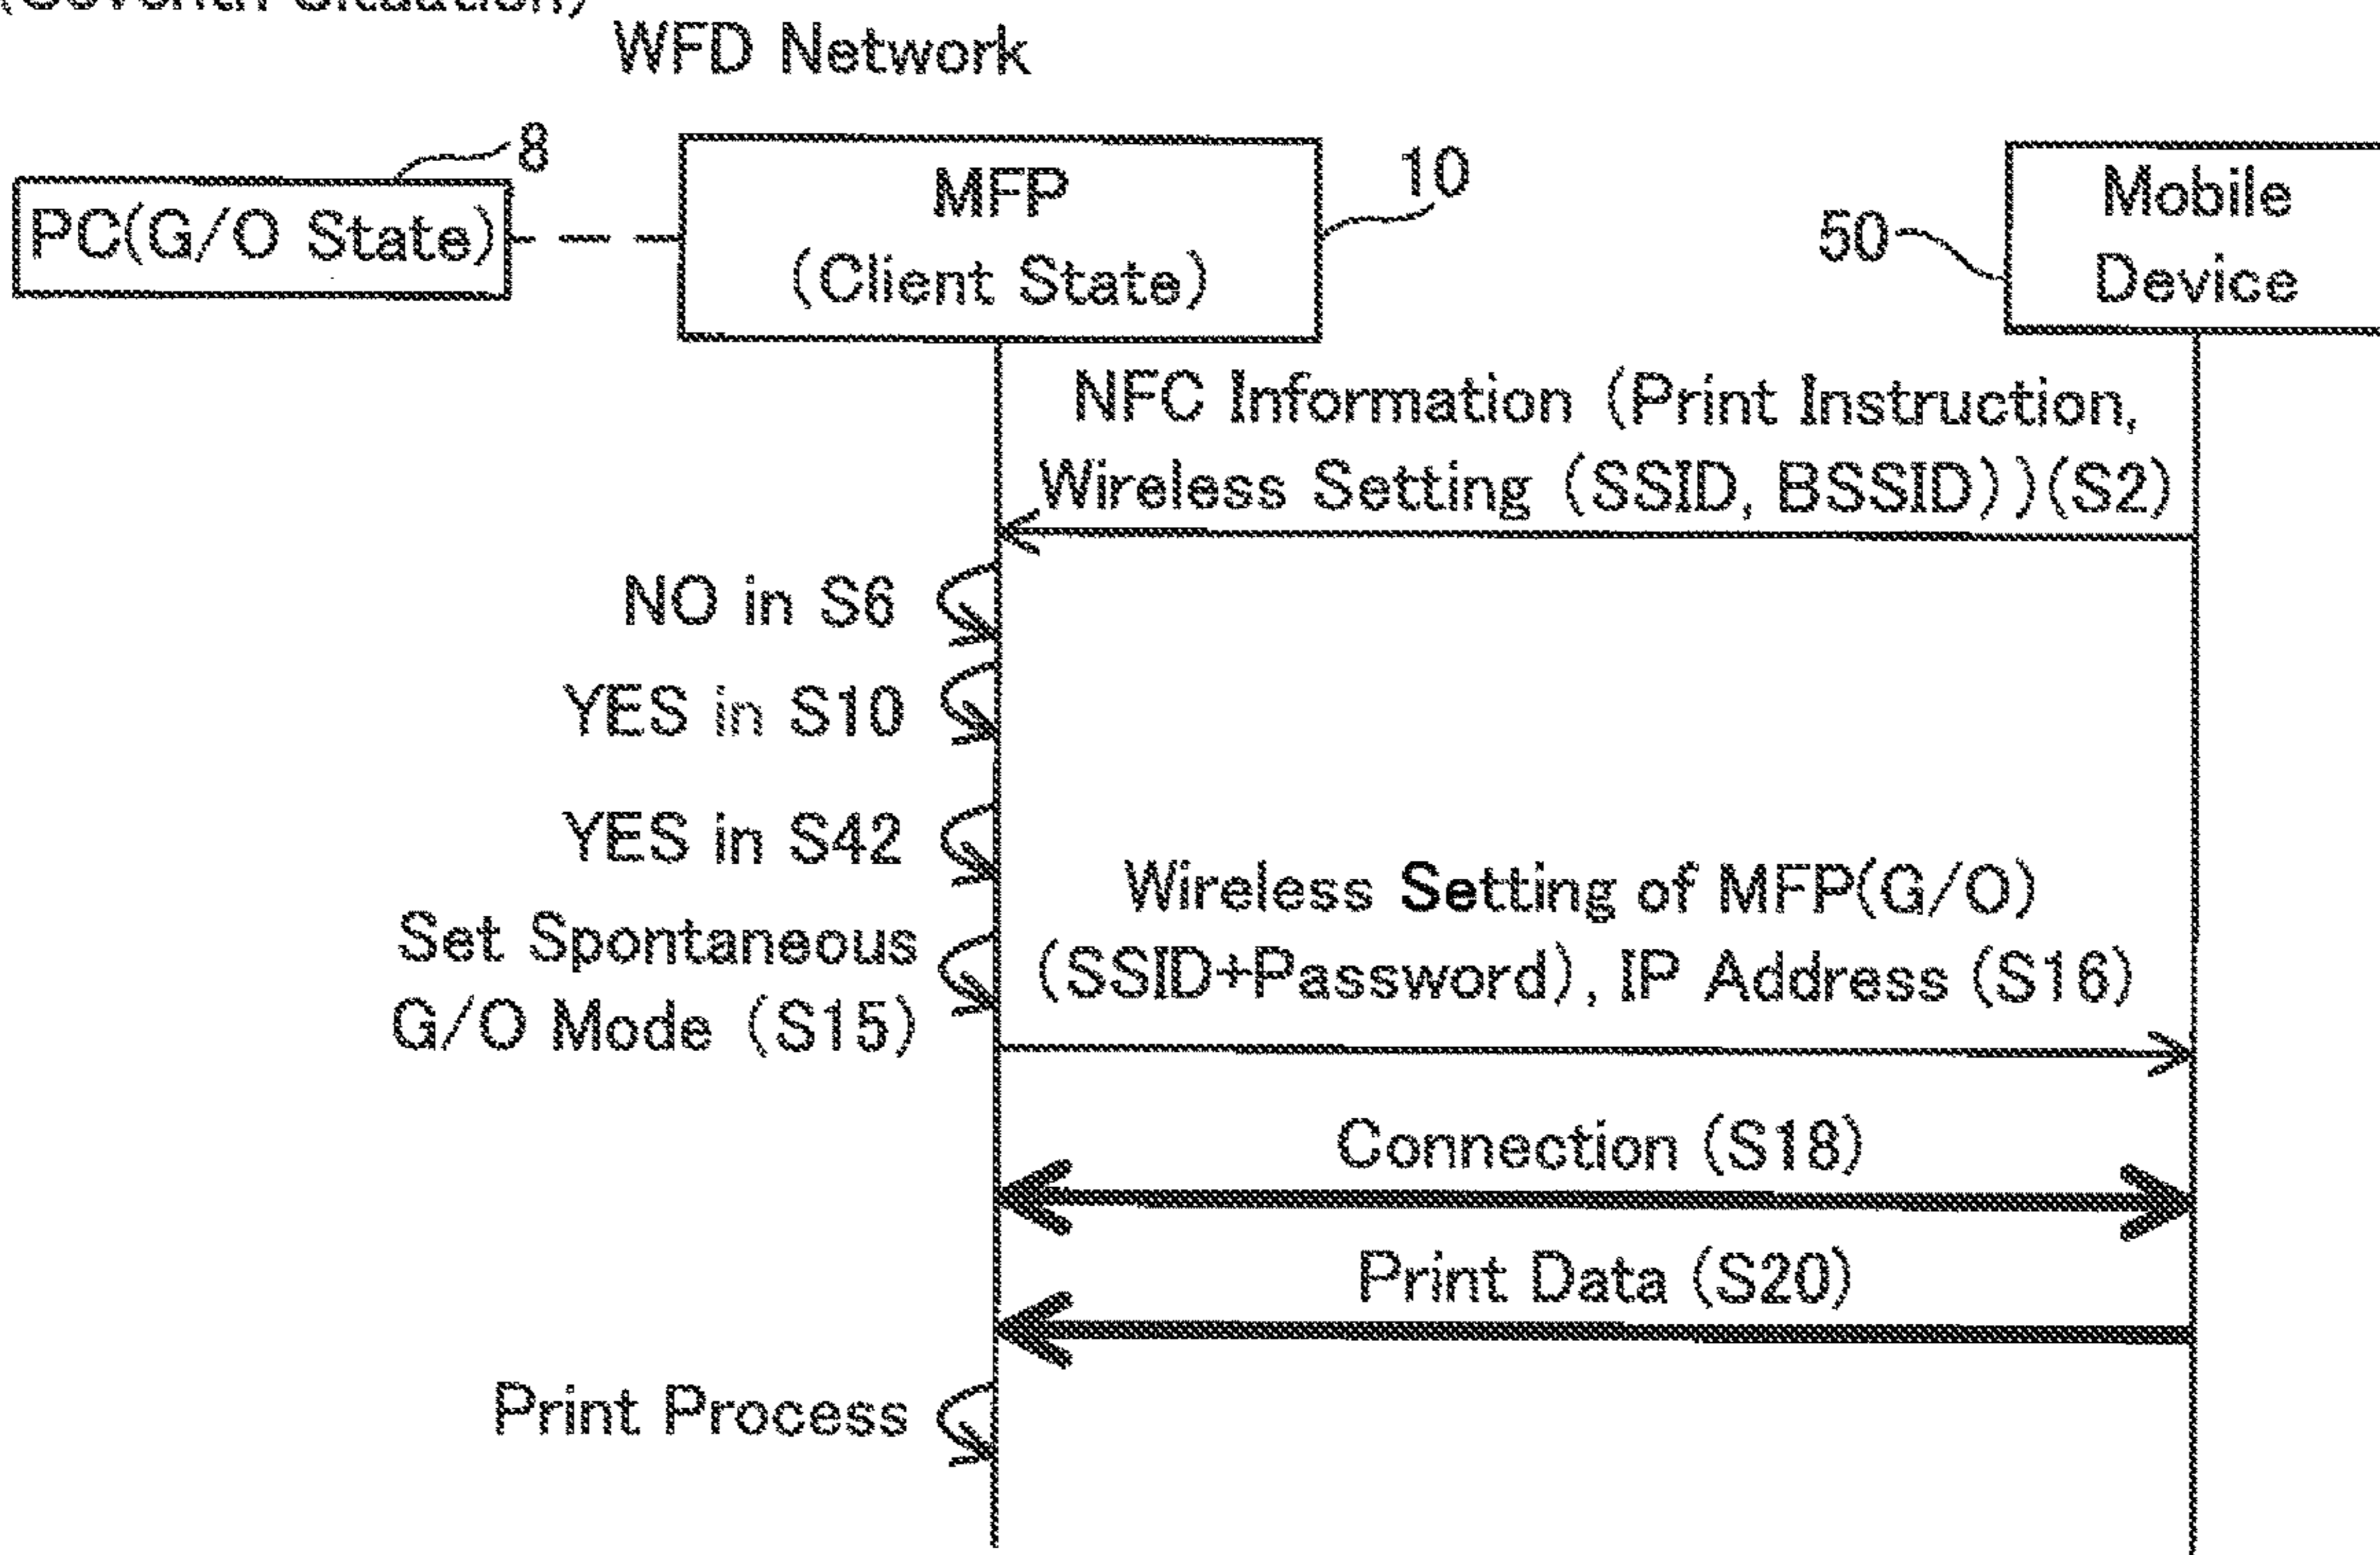 (Seventh Situation)
WFD Network
8
PC(G/O State)
MFP
(Client State)
10
50
Mobile
Device
NFC Information (Print Instruction,
Wireless Setting (SSID, BSSID))(S2)
NO in S6
YES in S10
YES in S42
Set Spontaneous
G/O Mode (S15)
Wireless Setting of MFP(G/O)
(SSID+Password), IP Address (S16)
Connection (S18)
Print Data (S20)
Print Process